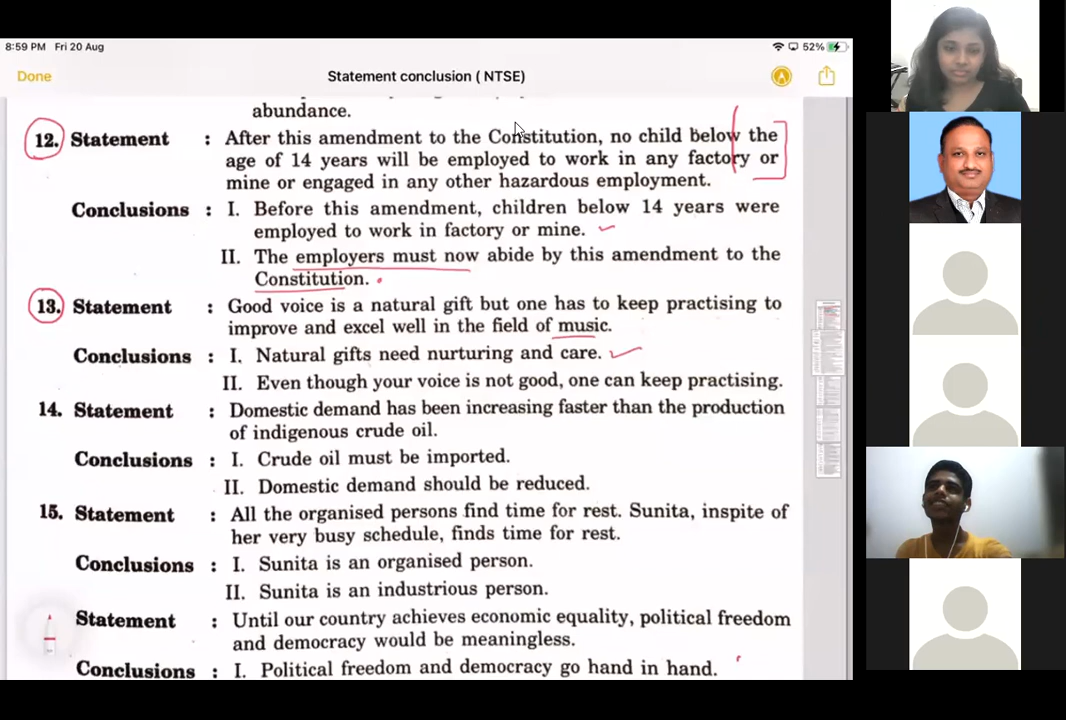 8:59 PM Fri 20 Aug
52%
Done
Statement conclusion ( NTSE)
abundance.
12. Statement : After this amendment to the Constitution, no child below the
age of 14 years will be employed to work in any factory or
mine or engaged in any other hazardous employment.
Conclusions : I. Before this amendment, children below 14 years were
employed to work in factory or mine.
II. The employers must now abide by this amendment to the
Constitution.
13. Statement : Good voice is a natural gift but one has to keep practising to
improve and excel well in the field of music.
Conclusions : I. Natural gifts need nurturing and care.
II. Even though your voice is not good, one can keep practising.
14. Statement : Domestic demand has been increasing faster than the production
of indigenous crude oil.
Conclusions : I. Crude oil must be imported.
II. Domestic demand should be reduced.
15. Statement : All the organised persons find time for rest. Sunita, inspite of
her very busy schedule, finds time for rest.
Conclusions : I. Sunita is an organised person.
II. Sunita is an industrious person.
Statement : Until our country achieves economic equality, political freedom
and democracy would be meaningless.
Conclusions : I. Political freedom and democracy go hand in hand.